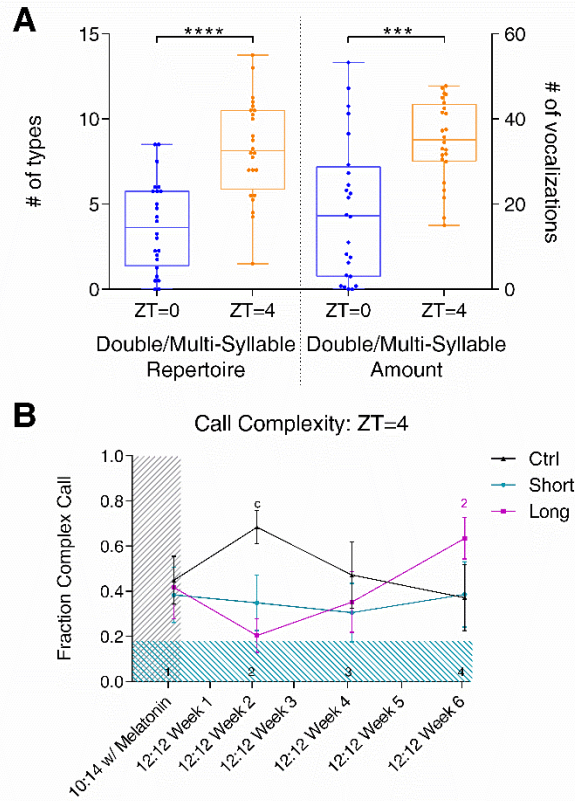 A
**** ***
15 60
10 40
5 20
0 0
# of types
# of vocalizations
ZT=0 ZT=4 ZT=0 ZT=4
Double/Multi-Syllable Double/Multi-Syllable
Repertoire Amount
B
Call Complexity: ZT=4
Fraction Complex Call
1.0
0.8
0.6
0.4
0.2
0.0
c
2
Ctrl
Short
Long
1 2 3 4
10:14 w/ Melatonin
12:12 Week 1
12:12 Week 2
12:12 Week 3
12:12 Week 4
12:12 Week 5
12:12 Week 6